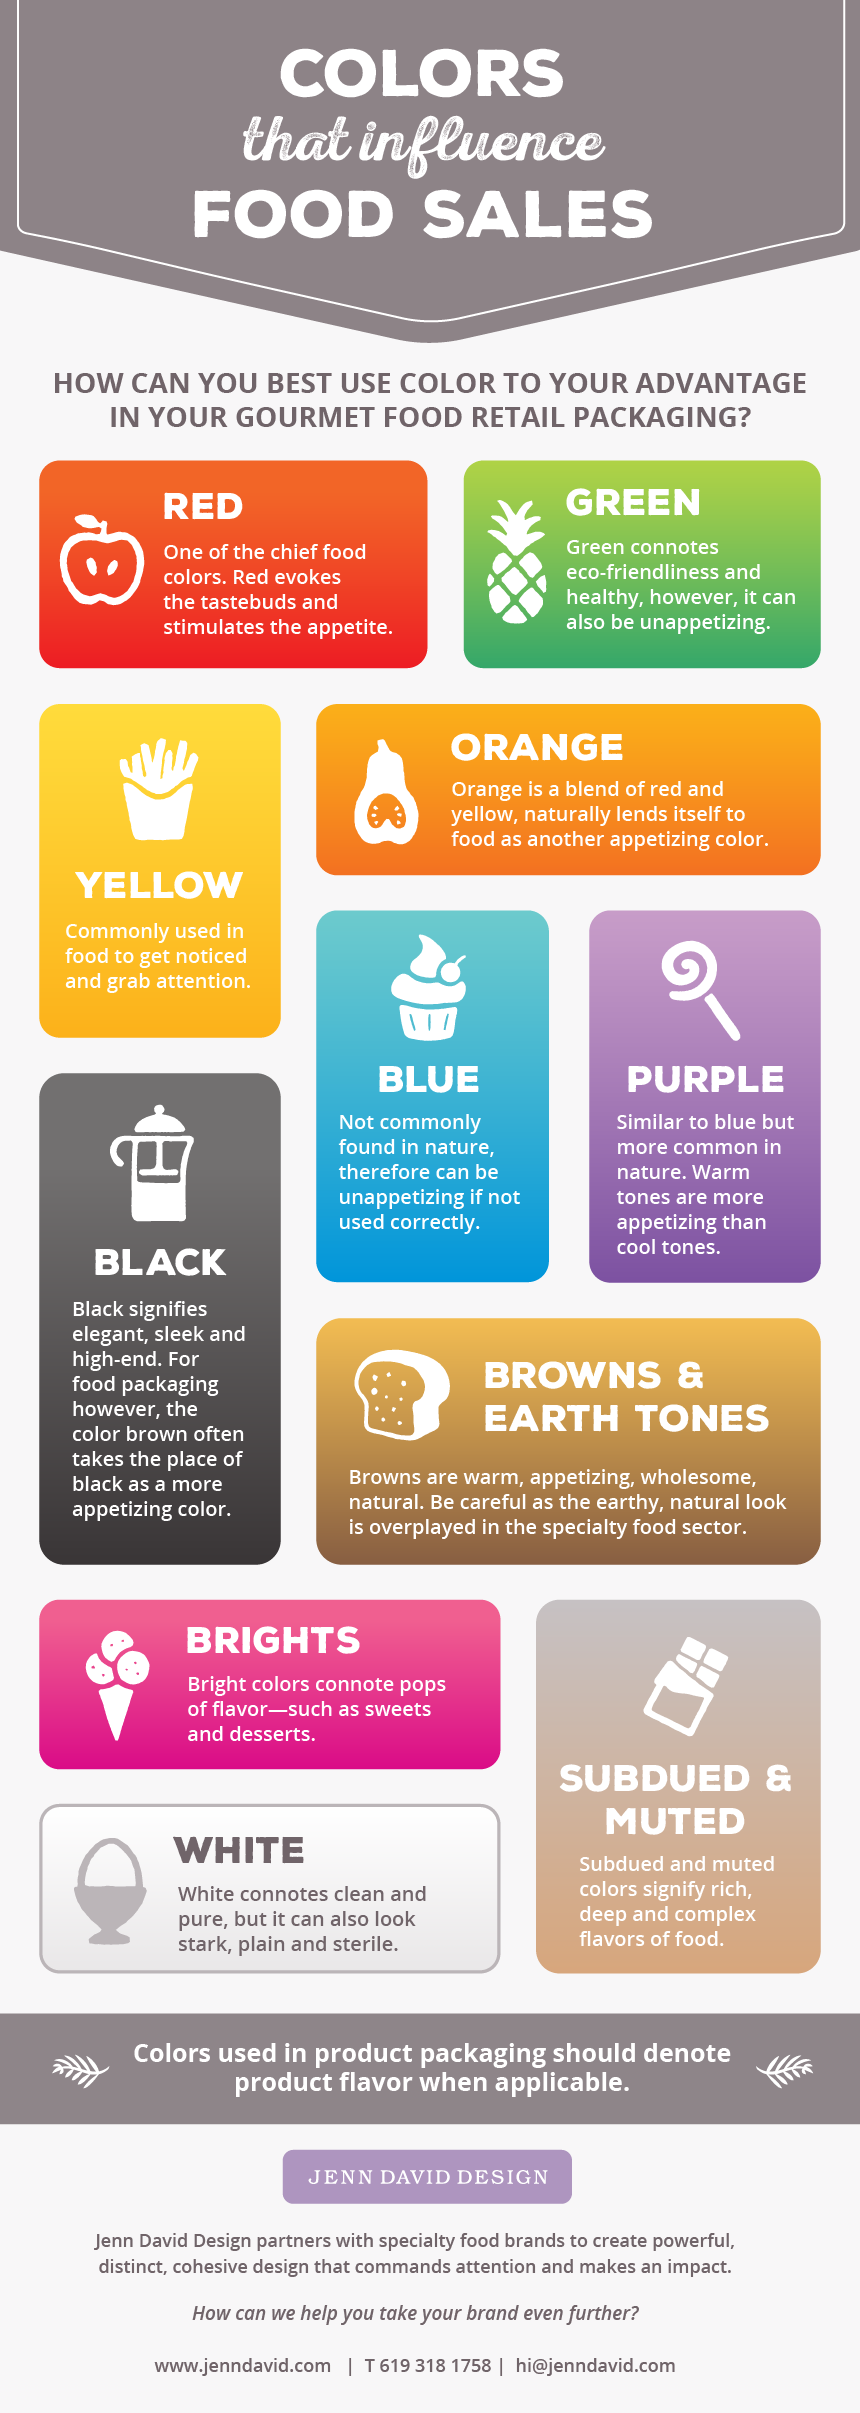 COLORS
that influence
FOOD SALES
HOW CAN YOU BEST USE COLOR TO YOUR ADVANTAGE
IN YOUR GOURMET FOOD RETAIL PACKAGING?
RED
One of the chief food
colors. Red evokes
the tastebuds and
stimulates the appetite.
GREEN
Green connotes
eco-friendliness and
healthy, however, it can
also be unappetizing.
YELLOW
Commonly used in
food to get noticed
and grab attention.
ORANGE
Orange is a blend of red and
yellow, naturally lends itself to
food as another appetizing color.
BLUE
Not commonly
found in nature,
therefore can be
unappetizing if not
used correctly.
PURPLE
Similar to blue but
more common in
nature. Warm
tones are more
appetizing than
cool tones.
BLACK
Black signifies
elegant, sleek and
high-end. For
food packaging
however, the
color brown often
takes the place of
black as a more
appetizing color.
BROWNS &
EARTH TONES
Browns are warm, appetizing, wholesome,
natural. Be careful as the earthy, natural look
is overplayed in the specialty food sector.
BRIGHTS
Bright colors connote pops
of flavor—such as sweets
and desserts.
SUBDUED &
MUTED
Subdued and muted
colors signify rich,
deep and complex
flavors of food.
WHITE
White connotes clean and
pure, but it can also look
stark, plain and sterile.
Colors used in product packaging should denote
product flavor when applicable.
JENN DAVID DESIGN
Jenn David Design partners with specialty food brands to create powerful,
distinct, cohesive design that commands attention and makes an impact.
How can we help you take your brand even further?
www.jenndavid.com | T 619 318 1758 | hi@jenndavid.com